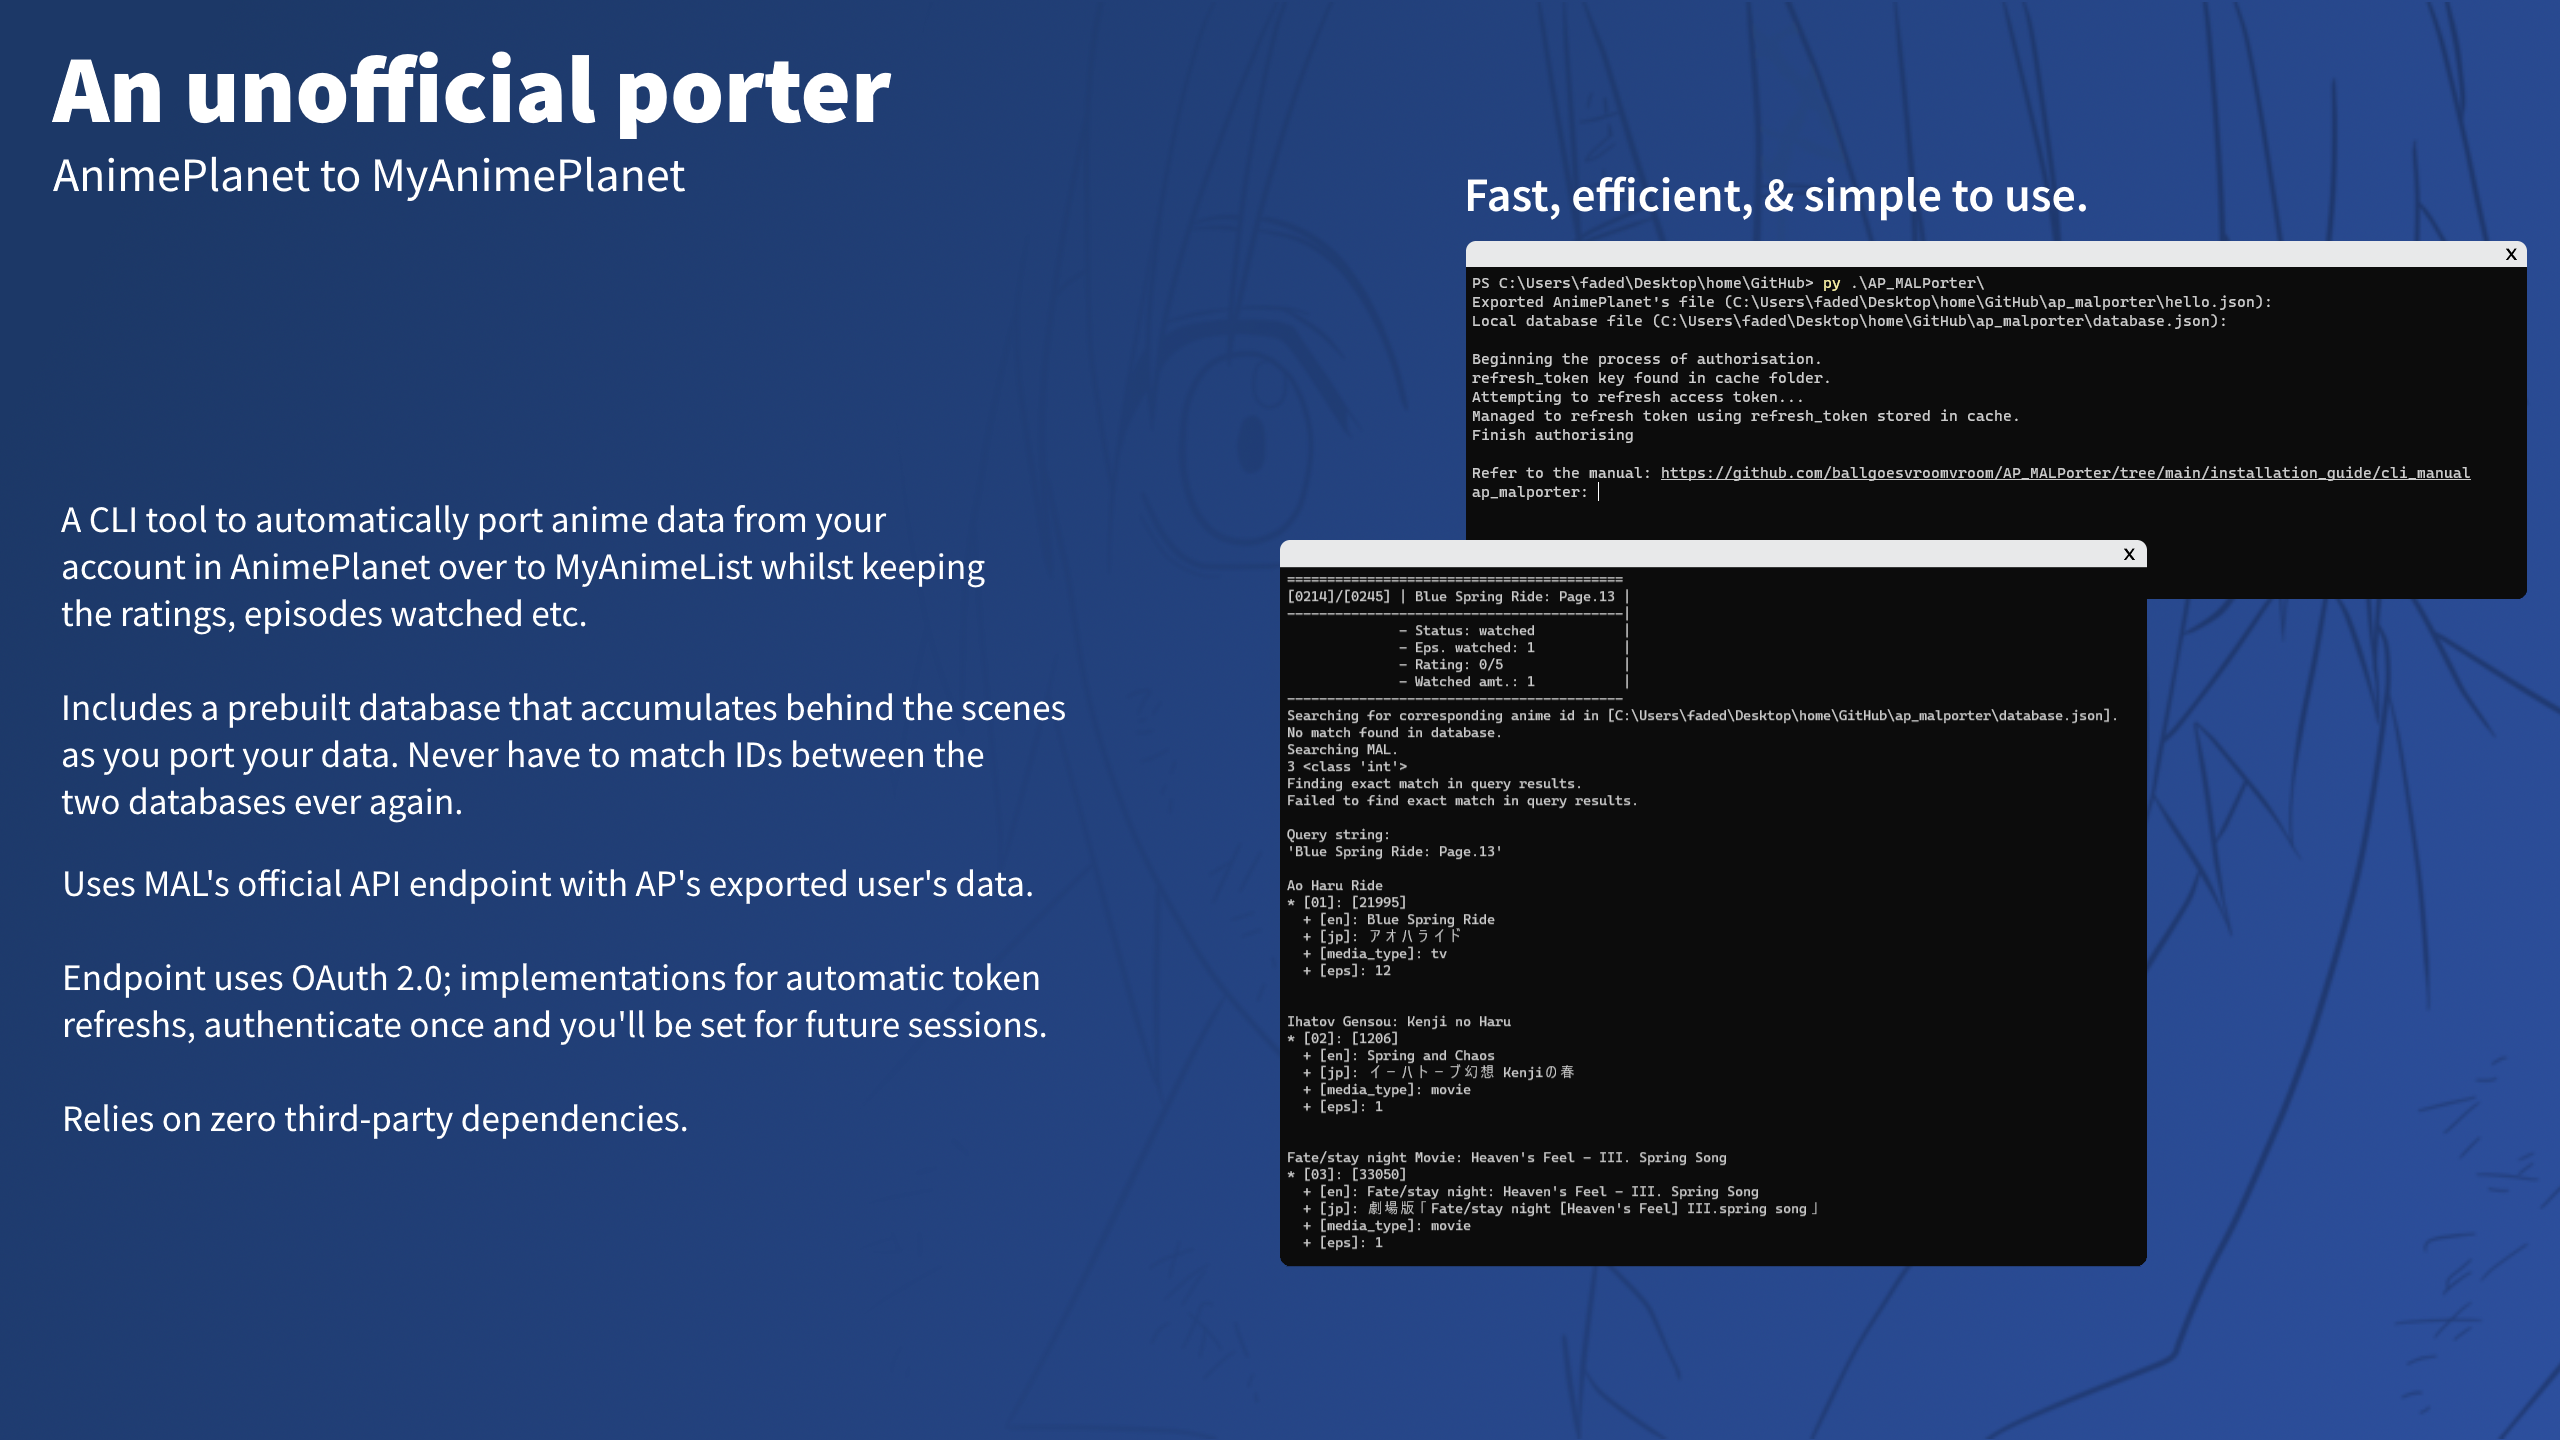 An unofficial porter
AnimePlanet to MyAnimePlanet
A CLI tool to automatically port anime data from your
account in AnimePlanet over to MyAnimeList whilst keeping
the ratings, episodes watched etc.
Includes a prebuilt database that accumulates behind the scenes
as you port your data. Never have to match IDs between the
two databases ever again.
Uses MAL's official API endpoint with AP's exported user's data.
Endpoint uses OAuth 2.0; implementations for automatic token
refreshs, authenticate once and you'll be set for future sessions.
Relies on zero third-party dependencies.
Fast, efficient, & simple to use.
X
PS C:\Users\faded\Desktop\home\GitHub> py .\AP_MALPorter\
Exported AnimePlanet's file (C:\Users\faded\Desktop\home\GitHub\ap_malporter\hello.json):
Local database file (C:\Users\faded\Desktop\home\GitHub\ap_malporter\database.json):
Beginning the process of authorisation.
refresh_token key found in cache folder.
Attempting to refresh access token...
Managed to refresh token using refresh_token stored in cache.
Finish authorising
Refer to the manual: https://github.com/ballgoesvroomvroom/AP_MALPorter/tree/main/installation_guide/cli_manual
ap_malporter:
X
==========================================
[0214]/[0245] | Blue Spring Ride: Page.13 |
------------------------------------------|
- Status: watched |
- Eps. watched: 1 |
- Rating: 0/5 |
- Watched amt.: 1 |
------------------------------------------
Searching for corresponding anime id in [C:\Users\faded\Desktop\home\GitHub\ap_malporter\database.json].
No match found in database.
Searching MAL.
3 <class 'int'>
Finding exact match in query results.
Failed to find exact match in query results.
Query string:
'Blue Spring Ride: Page.13'
Ao Haru Ride
* [01]: [21995]
+ [en]: Blue Spring Ride
+ [jp]: アオハライド
+ [media_type]: tv
+ [eps]: 12
Ihatov Gensou: Kenji no Haru
* [02]: [1206]
+ [en]: Spring and Chaos
+ [jp]: イーハトーブ幻想 Kenjiの春
+ [media_type]: movie
+ [eps]: 1
Fate/stay night Movie: Heaven's Feel - III. Spring Song
* [03]: [33050]
+ [en]: Fate/stay night: Heaven's Feel - III. Spring Song
+ [jp]: 劇場版「Fate/stay night [Heaven's Feel] III.spring song」
+ [media_type]: movie
+ [eps]: 1